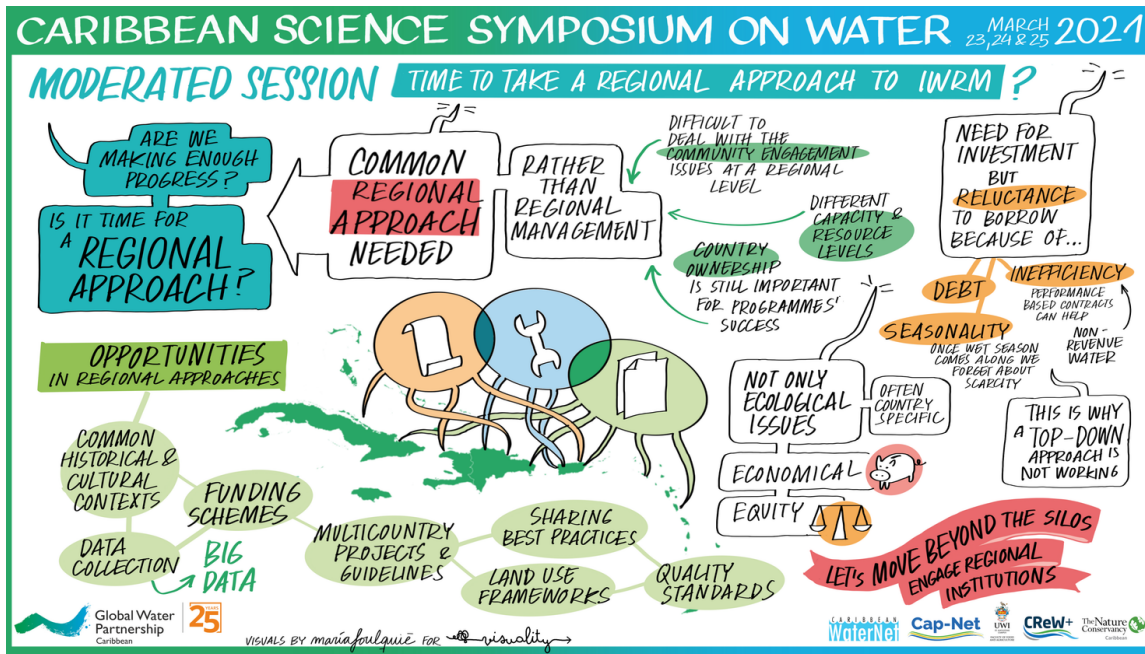 CARIBBEAN SCIENCE SYMPOSIUM ON WATER
MARCH
23, 24 & 25
2021
MODERATED SESSION
TIME TO TAKE A REGIONAL APPROACH TO IWRM ?
ARE WE
MAKING ENOUGH
PROGRESS?
IS IT TIME FOR
A REGIONAL
APPROACH?
COMMON
REGIONAL
APPROACH
NEEDED
RATHER
THAN
REGIONAL
MANAGEMENT
DIFFICULT TO
DEAL WITH THE
COMMUNITY ENGAGEMENT
ISSUES AT A REGIONAL
LEVEL
DIFFERENT
CAPACITY &
RESOURCE
LEVELS
COUNTRY
OWNERSHIP
IS STILL IMPORTANT
FOR PROGRAMMES'
SUCCESS
NEED FOR
INVESTMENT
BUT
RELUCTANCE
TO BORROW
BECAUSE OF...
DEBT
INEFFICIENCY
PERFORMANCE
BASED CONTRACTS
CAN HELP
SEASONALITY
ONCE WET SEASON
COMES ALONG WE
FORGET ABOUT
SCARCITY
NON-
REVENUE
WATER
THIS IS WHY
A TOP-DOWN
APPROACH IS
NOT WORKING
NOT ONLY
ECOLOGICAL
ISSUES
OFTEN
COUNTRY
SPECIFIC
ECONOMICAL
EQUITY
OPPORTUNITIES
IN REGIONAL APPROACHES
COMMON
HISTORICAL &
CULTURAL
CONTEXTS
FUNDING
SCHEMES
DATA
COLLECTION
BIG
DATA
MULTICOUNTRY
PROJECTS &
GUIDELINES
SHARING
BEST PRACTICES
LAND USE
FRAMEWORKS
QUALITY
STANDARDS
LET'S MOVE BEYOND THE SILOS
ENGAGE REGIONAL
INSTITUTIONS
Global Water
Partnership
Caribbean
25 YEARS
VISUALS BY maríafoulquié FOR visuality
CARIBBEAN
WaterNet
Cap-Net
UWI
CReW+
The Nature
Conservancy
Caribbean